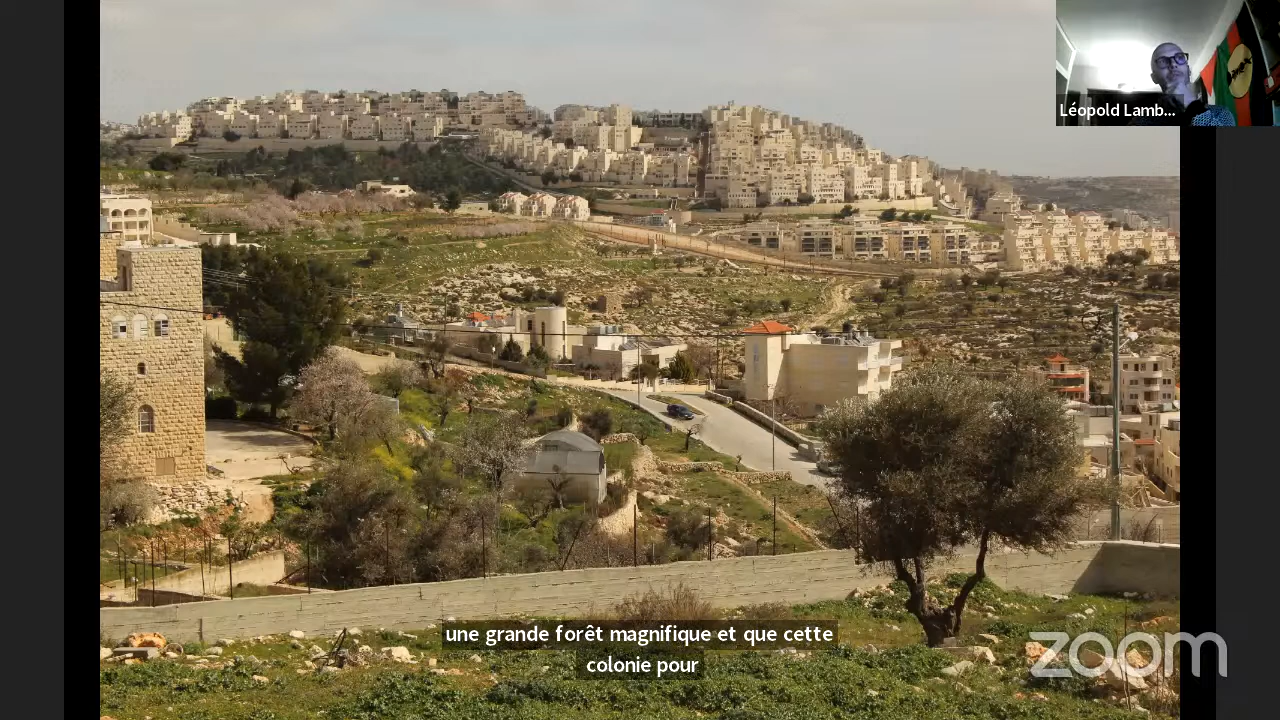 Léopold Lamb...
une grande forêt magnifique et que cette
colonie pour
zoom